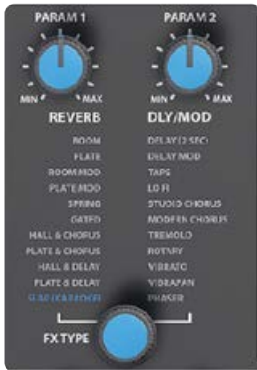 PARAM 1 PARAM 2
MIN MAX MIN MAX
REVERB DLY/MOD
ROOM DELAY (2 SEC)
PLATE DELAY MOD
ROOM MOD TAPE
PLATE MOD LO FI
SPRING STUDIO CHORUS
GATED MODERN CHORUS
HALL & CHORUS TREMOLO
PLATE & CHORUS ROTARY
HALL & DELAY VIBRATO
PLATE & DELAY VIBRAPAN
PHASER
FX TYPE